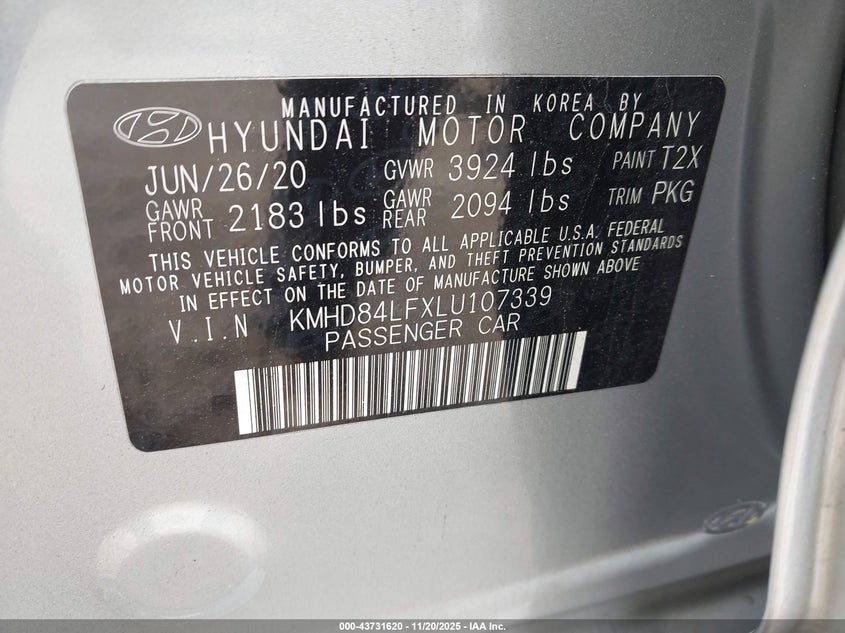 MANUFACTURED IN KOREA BY
HYUNDAI MOTOR COMPANY
JUN/26/20 GVWR 3924 lbs PAINT T2X
GAWR FRONT 2183 lbs GAWR REAR 2094 lbs TRIM PKG
THIS VEHICLE CONFORMS TO ALL APPLICABLE U.S.A. FEDERAL
MOTOR VEHICLE SAFETY, BUMPER, AND THEFT PREVENTION STANDARDS
IN EFFECT ON THE DATE OF MANUFACTURE SHOWN ABOVE
V.I.N KMHD84LFXLU107339
PASSENGER CAR
000-43731620 - 11/20/2025 - IAA Inc.